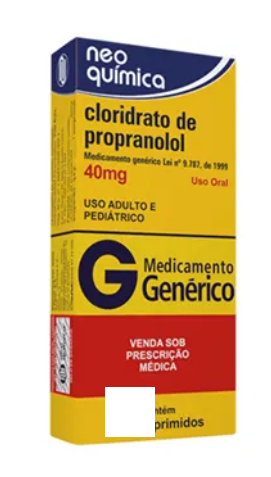 neo
química
cloridrato de
propranolol
Medicamento genérico Lei nº 9.787, de 1999
40mg
Uso Oral
USO ADULTO E
PEDIÁTRICO
G Medicamento
Genérico
VENDA SOB
PRESCRIÇÃO
MÉDICA